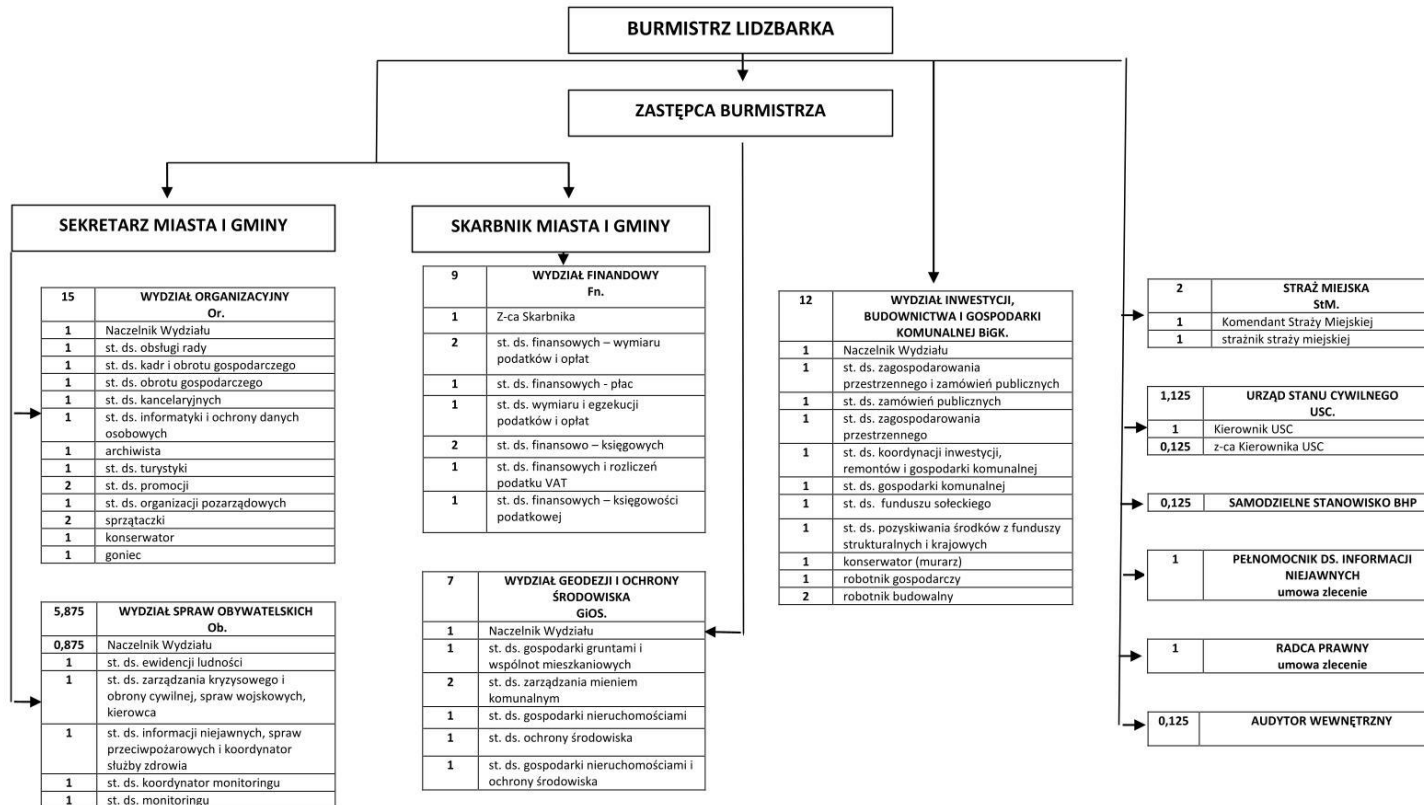 BURMISTRZ LIDZBARKA
ZASTĘPCA BURMISTRZA
SEKRETARZ MIASTA I GMINY
15 WYDZIAŁ ORGANIZACYJNY
Or.
1 Naczelnik Wydziału
1 st. ds. obsługi rady
1 st. ds. kadr i obrotu gospodarczego
1 st. ds. obrotu gospodarczego
1 st. ds. kancelaryjnych
1 st. ds. informatyki i ochrony danych
osobowych
1 archiwista
1 st. ds. turystyki
2 st. ds. promocji
1 st. ds. organizacji pozarządowych
2 sprzątaczki
1 konserwator
1 goniec
5,875 WYDZIAŁ SPRAW OBYWATELSKICH
Ob.
0,875 Naczelnik Wydziału
1 st. ds. ewidencji ludności
1 st. ds. zarządzania kryzysowego i
obrony cywilnej, spraw wojskowych,
kierowca
1 st. ds. informacji niejawnych, spraw
przeciwpożarowych i koordynator
służby zdrowia
1 st. ds. koordynator monitoringu
1 st. ds. monitoringu
SKARBNIK MIASTA I GMINY
9 WYDZIAŁ FINANDOWY
Fn.
1 Z-ca Skarbnika
2 st. ds. finansowych – wymiaru
podatków i opłat
1 st. ds. finansowych - płac
1 st. ds. wymiaru i egzekucji
podatków i opłat
2 st. ds. finansowo – księgowych
1 st. ds. finansowych i rozliczeń
podatku VAT
1 st. ds. finansowych – księgowości
podatkowej
7 WYDZIAŁ GEODEZJI I OCHRONY
ŚRODOWISKA
GiOS.
1 Naczelnik Wydziału
1 st. ds. gospodarki gruntami i
wspólnot mieszkaniowych
2 st. ds. zarządzania mieniem
komunalnym
1 st. ds. gospodarki nieruchomościami
1 st. ds. ochrony środowiska
1 st. ds. gospodarki nieruchomościami i
ochrony środowiska
12 WYDZIAŁ INWESTYCJI,
BUDOWNICTWA I GOSPODARKI
KOMUNALNEJ BiGK.
1 Naczelnik Wydziału
1 st. ds. zagospodarowania
przestrzennego i zamówień publicznych
1 st. ds. zamówień publicznych
1 st. ds. zagospodarowania
przestrzennego
1 st. ds. koordynacji inwestycji,
remontów i gospodarki komunalnej
1 st. ds. gospodarki komunalnej
1 st. ds. funduszu sołeckiego
1 st. ds. pozyskiwania środków z funduszy
strukturalnych i krajowych
1 konserwator (murarz)
1 robotnik gospodarczy
2 robotnik budowalny
2 STRAŻ MIEJSKA
StM.
1 Komendant Straży Miejskiej
1 strażnik straży miejskiej
1,125 URZĄD STANU CYWILNEGO
USC.
1 Kierownik USC
0,125 z-ca Kierownika USC
0,125 SAMODZIELNE STANOWISKO BHP
1 PEŁNOMOCNIK DS. INFORMACJI
NIEJAWNYCH
umowa zlecenie
1 RADCA PRAWNY
umowa zlecenie
0,125 AUDYTOR WEWNĘTRZNY